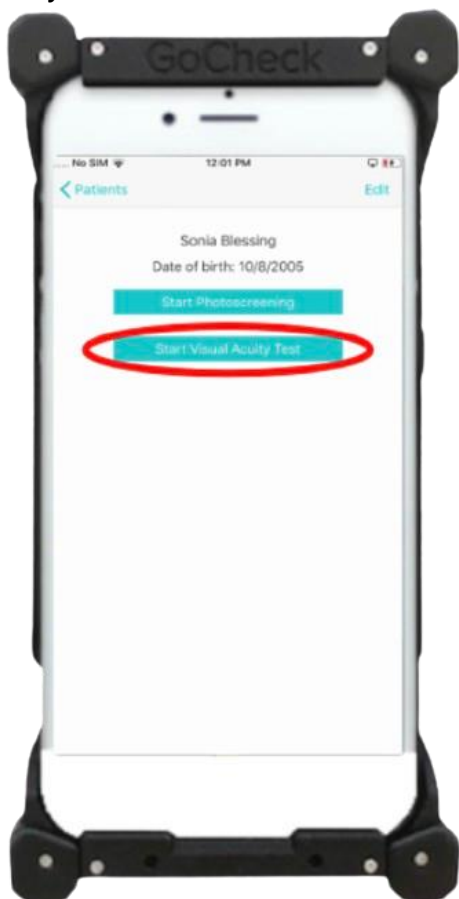 GoCheck
No SIM 12:01 PM
Patients Edit
Sonia Blessing
Date of birth: 10/8/2005
Start Photoscreening
Start Visual Acuity Test